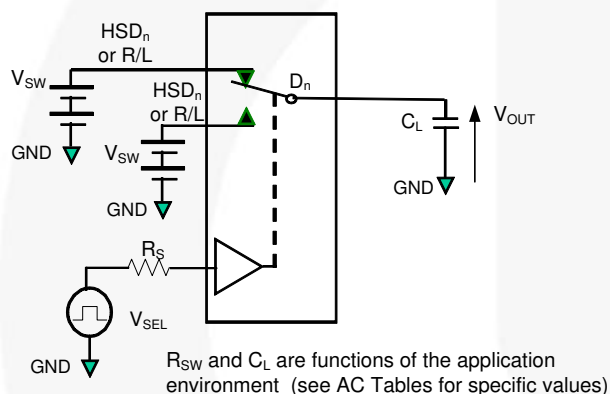 HSDn
or R/L
VSW
HSDn
or R/L
Dn
CL
VOUT
GND
VSW
GND
GND
RS
VSEL
GND
RSW and CL are functions of the application
environment (see AC Tables for specific values)